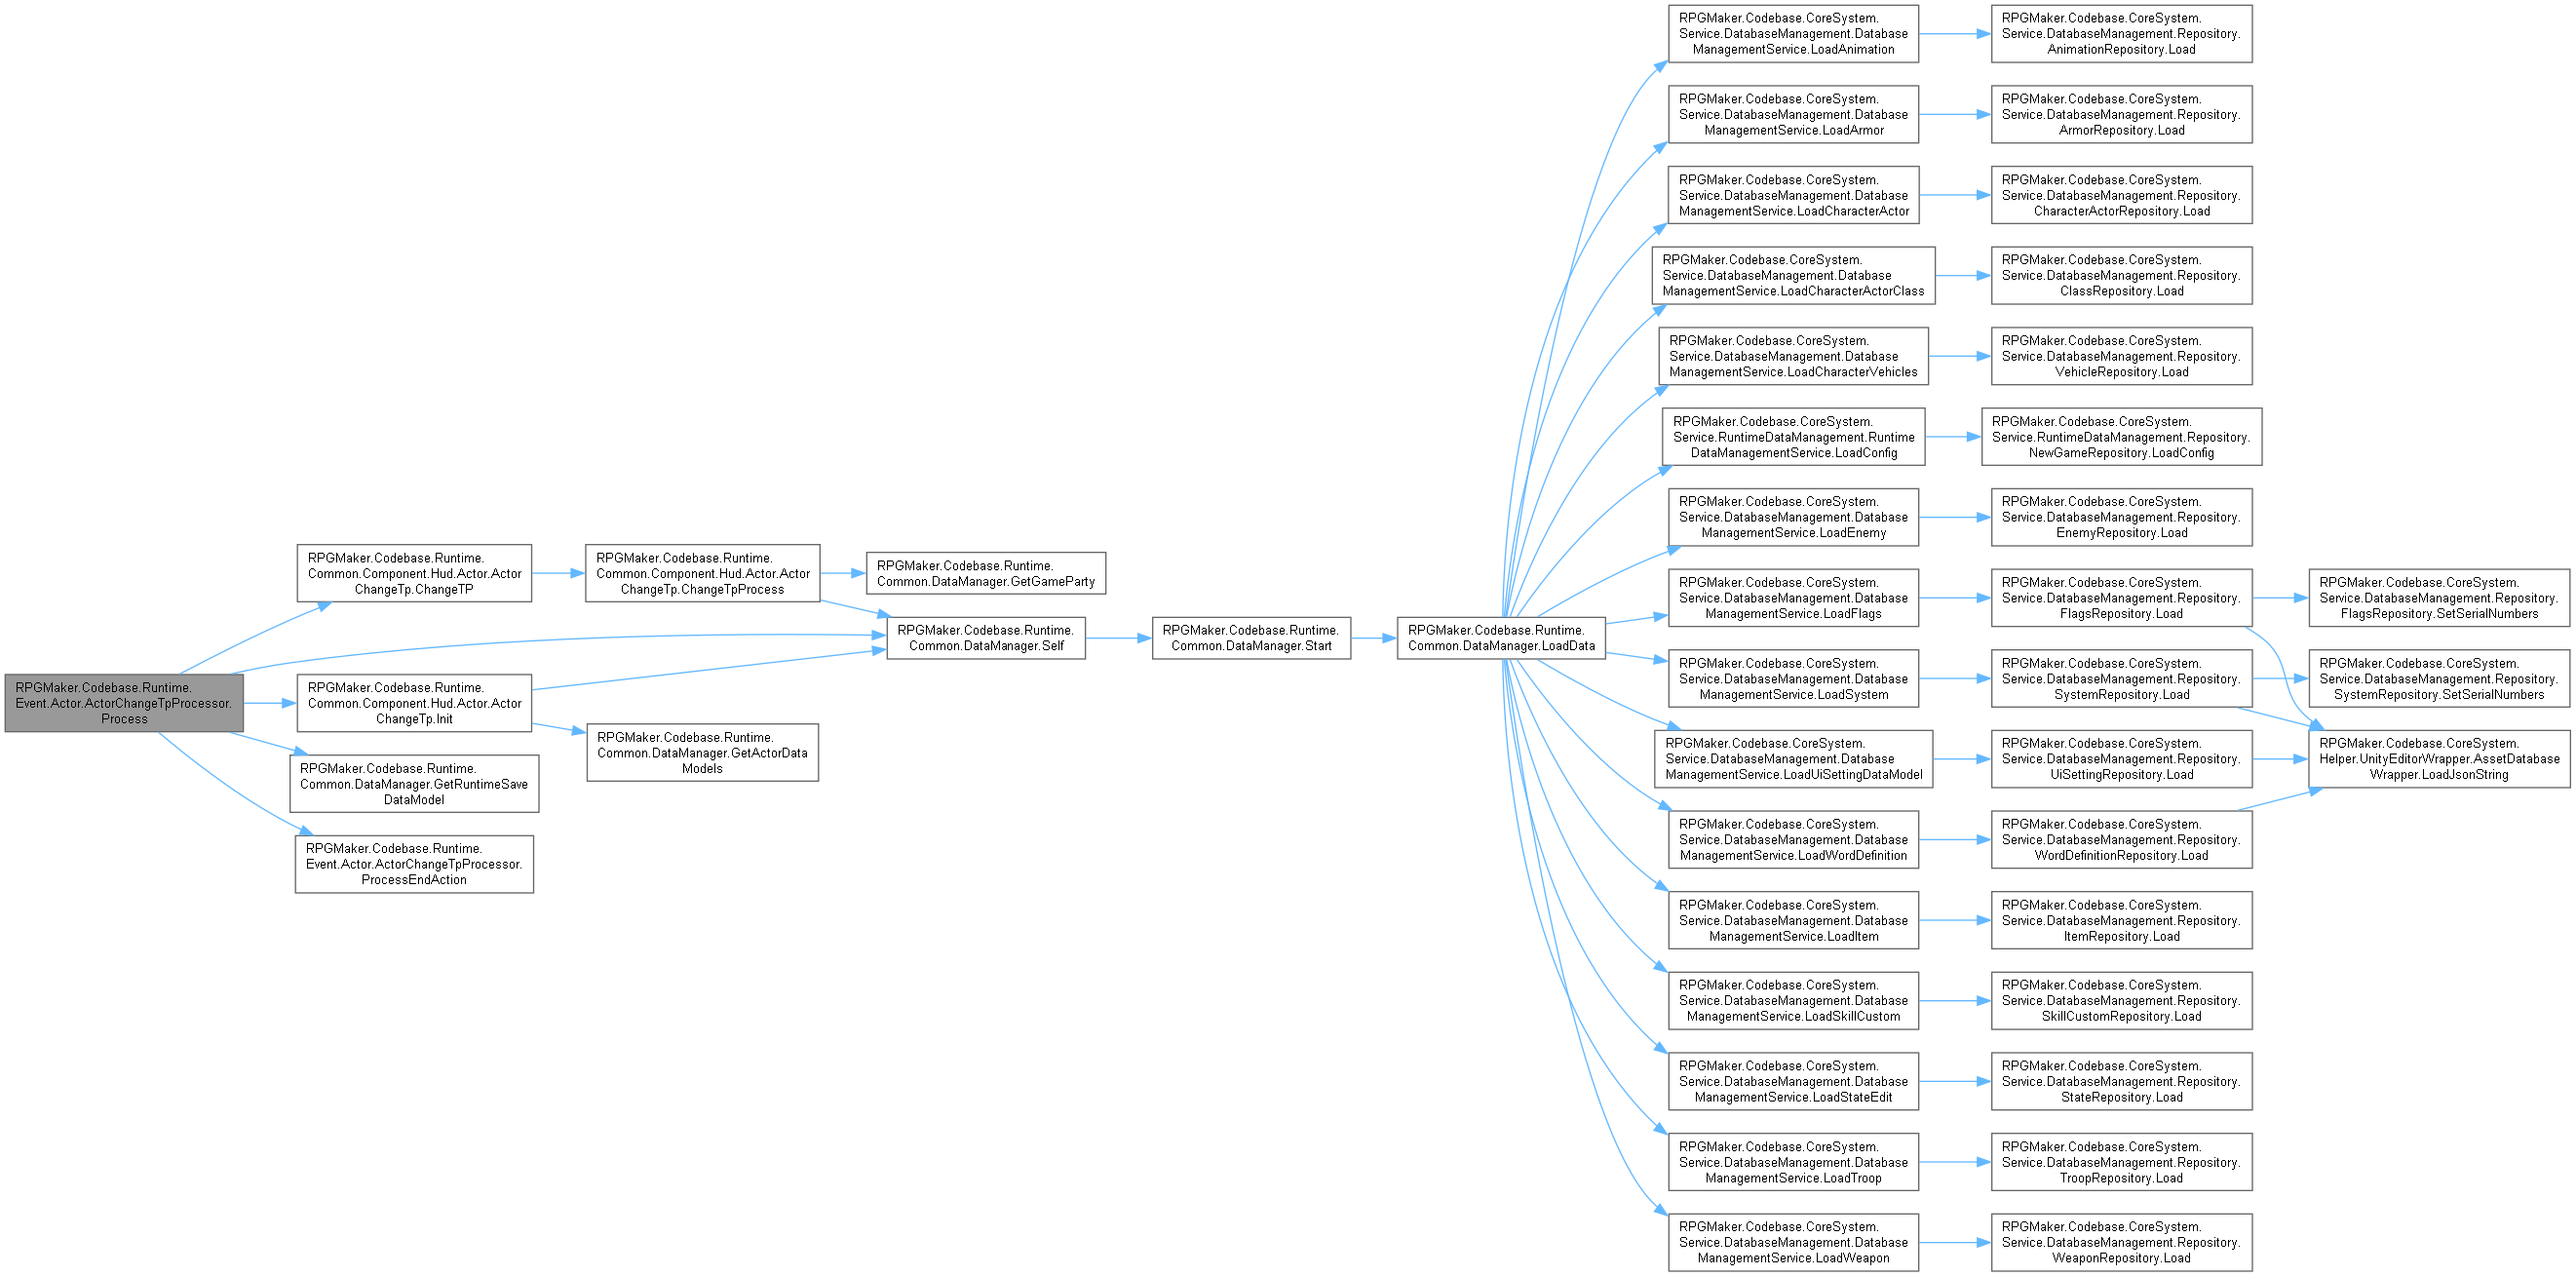 RPGMaker.Codebase.Runtime.
Event.Actor.ActorChangeTpProcessor.
Process
RPGMaker.Codebase.Runtime.
Common.Component.Hud.Actor.Actor
ChangeTp.ChangeTP
RPGMaker.Codebase.Runtime.
Common.Component.Hud.Actor.Actor
ChangeTp.Init
RPGMaker.Codebase.Runtime.
Common.DataManager.GetRuntimeSave
DataModel
RPGMaker.Codebase.Runtime.
Event.Actor.ActorChangeTpProcessor.
ProcessEndAction
RPGMaker.Codebase.Runtime.
Common.Component.Hud.Actor.Actor
ChangeTp.ChangeTpProcess
RPGMaker.Codebase.Runtime.
Common.DataManager.GetActorData
Models
RPGMaker.Codebase.Runtime.
Common.DataManager.GetGameParty
RPGMaker.Codebase.Runtime.
Common.DataManager.Self
RPGMaker.Codebase.Runtime.
Common.DataManager.Start
RPGMaker.Codebase.Runtime.
Common.DataManager.LoadData
RPGMaker.Codebase.CoreSystem.
Service.DatabaseManagement.Database
ManagementService.LoadAnimation
RPGMaker.Codebase.CoreSystem.
Service.DatabaseManagement.Database
ManagementService.LoadArmor
RPGMaker.Codebase.CoreSystem.
Service.DatabaseManagement.Database
ManagementService.LoadCharacterActor
RPGMaker.Codebase.CoreSystem.
Service.DatabaseManagement.Database
ManagementService.LoadCharacterActorClass
RPGMaker.Codebase.CoreSystem.
Service.DatabaseManagement.Database
ManagementService.LoadCharacterVehicles
RPGMaker.Codebase.CoreSystem.
Service.RuntimeDataManagement.Runtime
DataManagementService.LoadConfig
RPGMaker.Codebase.CoreSystem.
Service.DatabaseManagement.Database
ManagementService.LoadEnemy
RPGMaker.Codebase.CoreSystem.
Service.DatabaseManagement.Database
ManagementService.LoadFlags
RPGMaker.Codebase.CoreSystem.
Service.DatabaseManagement.Database
ManagementService.LoadSystem
RPGMaker.Codebase.CoreSystem.
Service.DatabaseManagement.Database
ManagementService.LoadUiSettingDataModel
RPGMaker.Codebase.CoreSystem.
Service.DatabaseManagement.Database
ManagementService.LoadWordDefinition
RPGMaker.Codebase.CoreSystem.
Service.DatabaseManagement.Database
ManagementService.LoadItem
RPGMaker.Codebase.CoreSystem.
Service.DatabaseManagement.Database
ManagementService.LoadSkillCustom
RPGMaker.Codebase.CoreSystem.
Service.DatabaseManagement.Database
ManagementService.LoadStateEdit
RPGMaker.Codebase.CoreSystem.
Service.DatabaseManagement.Database
ManagementService.LoadTroop
RPGMaker.Codebase.CoreSystem.
Service.DatabaseManagement.Database
ManagementService.LoadWeapon
RPGMaker.Codebase.CoreSystem.
Service.DatabaseManagement.Repository.
AnimationRepository.Load
RPGMaker.Codebase.CoreSystem.
Service.DatabaseManagement.Repository.
ArmorRepository.Load
RPGMaker.Codebase.CoreSystem.
Service.DatabaseManagement.Repository.
CharacterActorRepository.Load
RPGMaker.Codebase.CoreSystem.
Service.DatabaseManagement.Repository.
ClassRepository.Load
RPGMaker.Codebase.CoreSystem.
Service.DatabaseManagement.Repository.
VehicleRepository.Load
RPGMaker.Codebase.CoreSystem.
Service.RuntimeDataManagement.Repository.
NewGameRepository.LoadConfig
RPGMaker.Codebase.CoreSystem.
Service.DatabaseManagement.Repository.
EnemyRepository.Load
RPGMaker.Codebase.CoreSystem.
Service.DatabaseManagement.Repository.
FlagsRepository.Load
RPGMaker.Codebase.CoreSystem.
Service.DatabaseManagement.Repository.
SystemRepository.Load
RPGMaker.Codebase.CoreSystem.
Service.DatabaseManagement.Repository.
UiSettingRepository.Load
RPGMaker.Codebase.CoreSystem.
Service.DatabaseManagement.Repository.
WordDefinitionRepository.Load
RPGMaker.Codebase.CoreSystem.
Service.DatabaseManagement.Repository.
ItemRepository.Load
RPGMaker.Codebase.CoreSystem.
Service.DatabaseManagement.Repository.
SkillCustomRepository.Load
RPGMaker.Codebase.CoreSystem.
Service.DatabaseManagement.Repository.
StateRepository.Load
RPGMaker.Codebase.CoreSystem.
Service.DatabaseManagement.Repository.
TroopRepository.Load
RPGMaker.Codebase.CoreSystem.
Service.DatabaseManagement.Repository.
WeaponRepository.Load
RPGMaker.Codebase.CoreSystem.
Service.DatabaseManagement.Repository.
FlagsRepository.SetSerialNumbers
RPGMaker.Codebase.CoreSystem.
Service.DatabaseManagement.Repository.
SystemRepository.SetSerialNumbers
RPGMaker.Codebase.CoreSystem.
Helper.UnityEditorWrapper.AssetDatabase
Wrapper.LoadJsonString